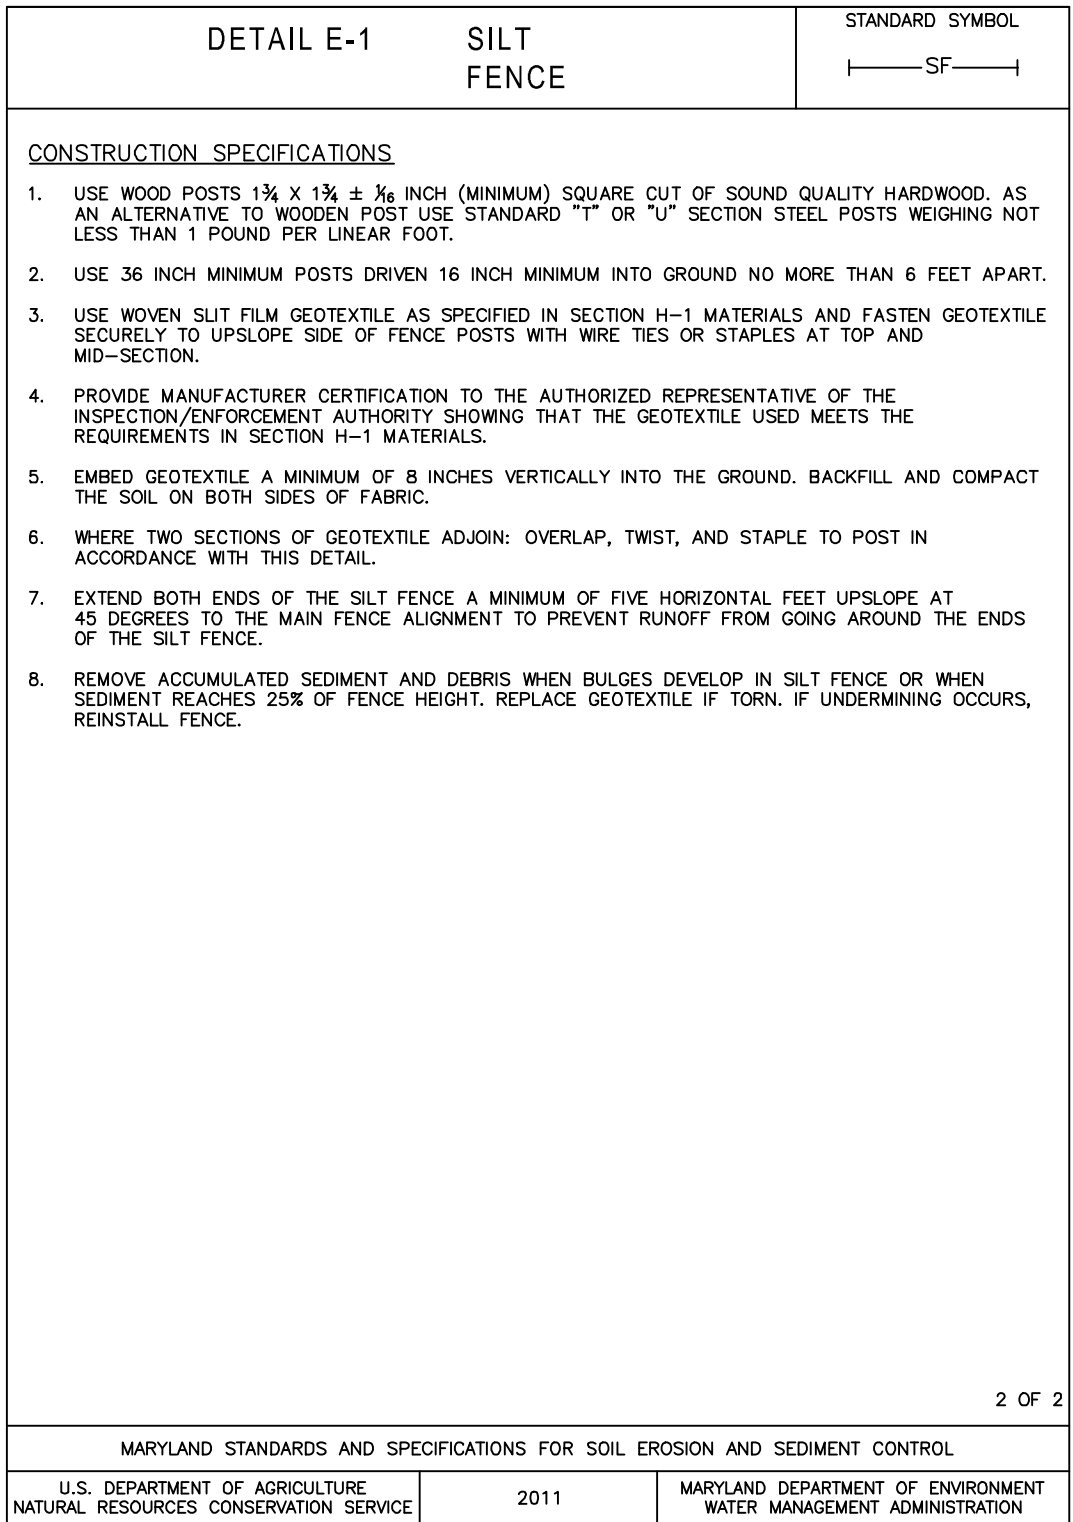 DETAIL E-1 SILT
FENCE
STANDARD SYMBOL
SF
CONSTRUCTION SPECIFICATIONS
1. USE WOOD POSTS 1¾ X 1¾ ± 1⁄16 INCH (MINIMUM) SQUARE CUT OF SOUND QUALITY HARDWOOD. AS
AN ALTERNATIVE TO WOODEN POST USE STANDARD "T" OR "U" SECTION STEEL POSTS WEIGHING NOT
LESS THAN 1 POUND PER LINEAR FOOT.
2. USE 36 INCH MINIMUM POSTS DRIVEN 16 INCH MINIMUM INTO GROUND NO MORE THAN 6 FEET APART.
3. USE WOVEN SLIT FILM GEOTEXTILE AS SPECIFIED IN SECTION H-1 MATERIALS AND FASTEN GEOTEXTILE
SECURELY TO UPSLOPE SIDE OF FENCE POSTS WITH WIRE TIES OR STAPLES AT TOP AND
MID-SECTION.
4. PROVIDE MANUFACTURER CERTIFICATION TO THE AUTHORIZED REPRESENTATIVE OF THE
INSPECTION/ENFORCEMENT AUTHORITY SHOWING THAT THE GEOTEXTILE USED MEETS THE
REQUIREMENTS IN SECTION H-1 MATERIALS.
5. EMBED GEOTEXTILE A MINIMUM OF 8 INCHES VERTICALLY INTO THE GROUND. BACKFILL AND COMPACT
THE SOIL ON BOTH SIDES OF FABRIC.
6. WHERE TWO SECTIONS OF GEOTEXTILE ADJOIN: OVERLAP, TWIST, AND STAPLE TO POST IN
ACCORDANCE WITH THIS DETAIL.
7. EXTEND BOTH ENDS OF THE SILT FENCE A MINIMUM OF FIVE HORIZONTAL FEET UPSLOPE AT
45 DEGREES TO THE MAIN FENCE ALIGNMENT TO PREVENT RUNOFF FROM GOING AROUND THE ENDS
OF THE SILT FENCE.
8. REMOVE ACCUMULATED SEDIMENT AND DEBRIS WHEN BULGES DEVELOP IN SILT FENCE OR WHEN
SEDIMENT REACHES 25% OF FENCE HEIGHT. REPLACE GEOTEXTILE IF TORN. IF UNDERMINING OCCURS,
REINSTALL FENCE.
2 OF 2
MARYLAND STANDARDS AND SPECIFICATIONS FOR SOIL EROSION AND SEDIMENT CONTROL
U.S. DEPARTMENT OF AGRICULTURE
NATURAL RESOURCES CONSERVATION SERVICE
2011
MARYLAND DEPARTMENT OF ENVIRONMENT
WATER MANAGEMENT ADMINISTRATION